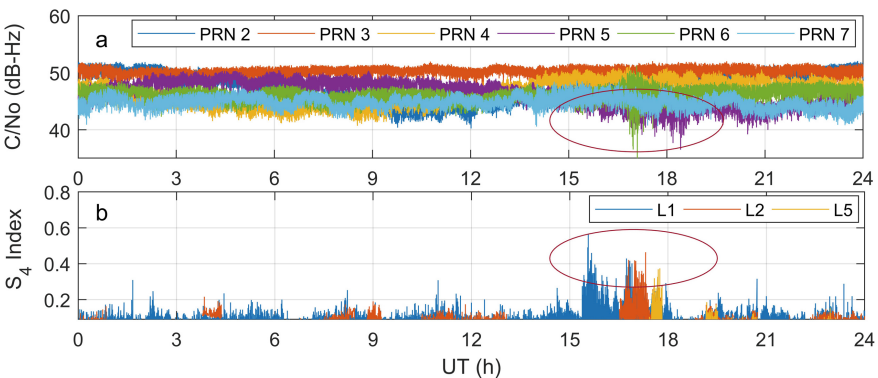 60
a
PRN 2 PRN 3 PRN 4 PRN 5 PRN 6 PRN 7
50
40
C/No (dB-Hz)
0 3 6 9 12 15 18 21 24
0.8
b
L1 L2 L5
0.6
0.4
0.2
S4 Index
0 3 6 9 12 15 18 21 24
UT (h)